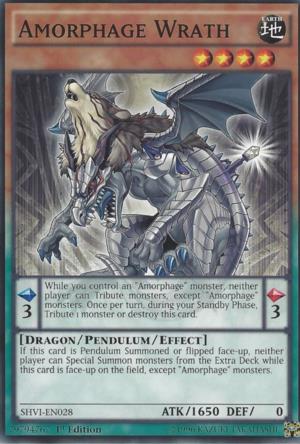 AMORPHAGE WRATH
EARTH
地
While you control an "Amorphage" monster, neither
player can Tribute monsters, except "Amorphage"
monsters. Once per turn, during your Standby Phase,
Tribute 1 monster or destroy this card.
3
3
[DRAGON/PENDULUM/EFFECT]
If this card is Pendulum Summoned or flipped face-up, neither
player can Special Summon monsters from the Extra Deck while
this card is face-up on the field, except "Amorphage" monsters.
SHVI-EN028
ATK/1650 DEF/ 0
1st Edition
©1996 KAZUKI TAKAHASHI